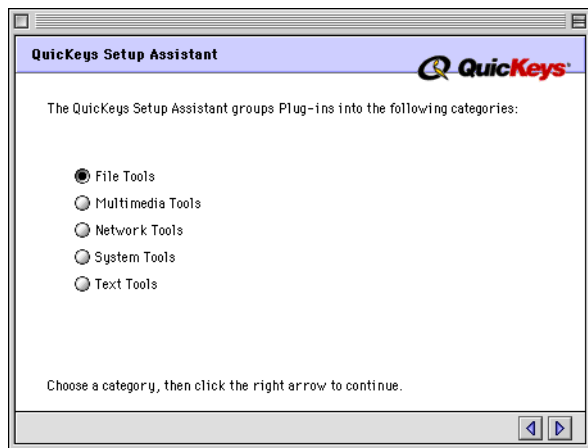 QuicKeys Setup Assistant
QuicKeys
The QuicKeys Setup Assistant groups Plug-ins into the following categories:
File Tools
Multimedia Tools
Network Tools
System Tools
Text Tools
Choose a category, then click the right arrow to continue.